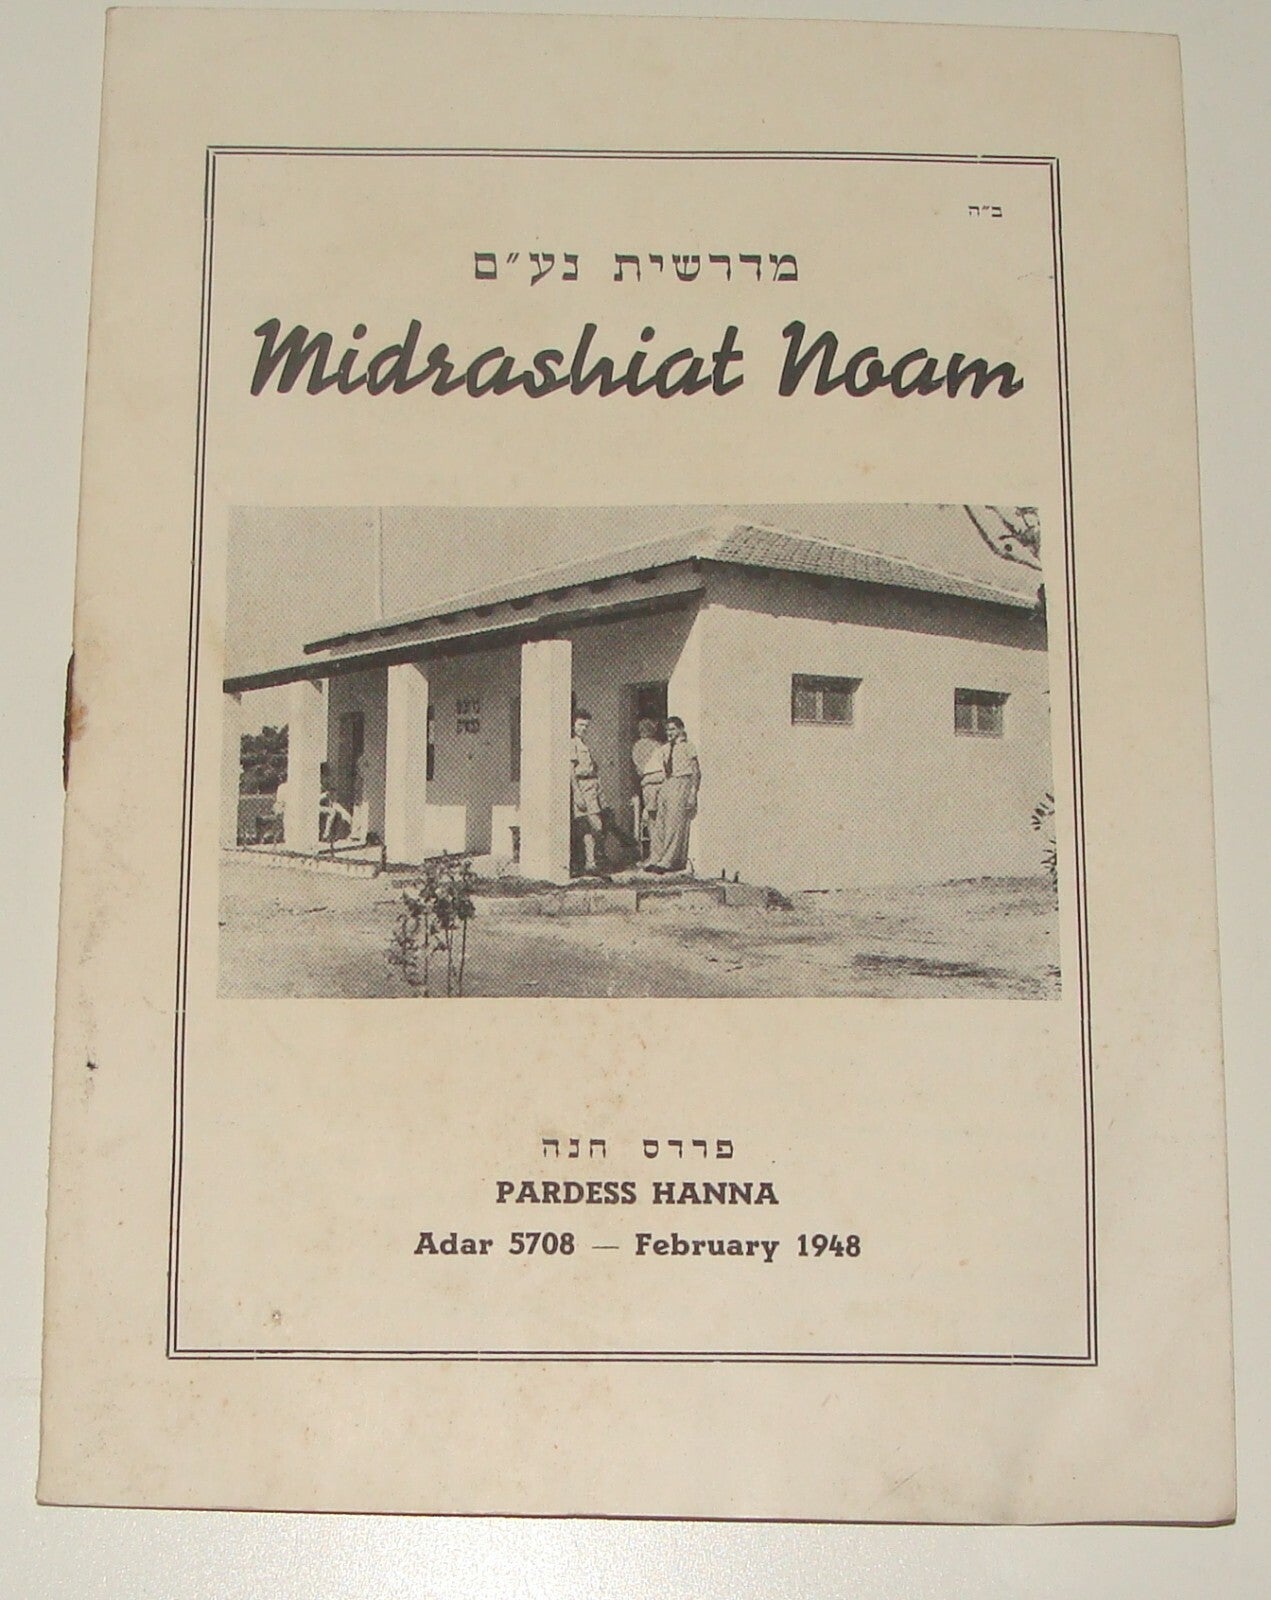 ב״ה
מדרשית נע״ם
Midrashiat Noam
פרדס חנה
PARDESS HANNA
Adar 5708 — February 1948